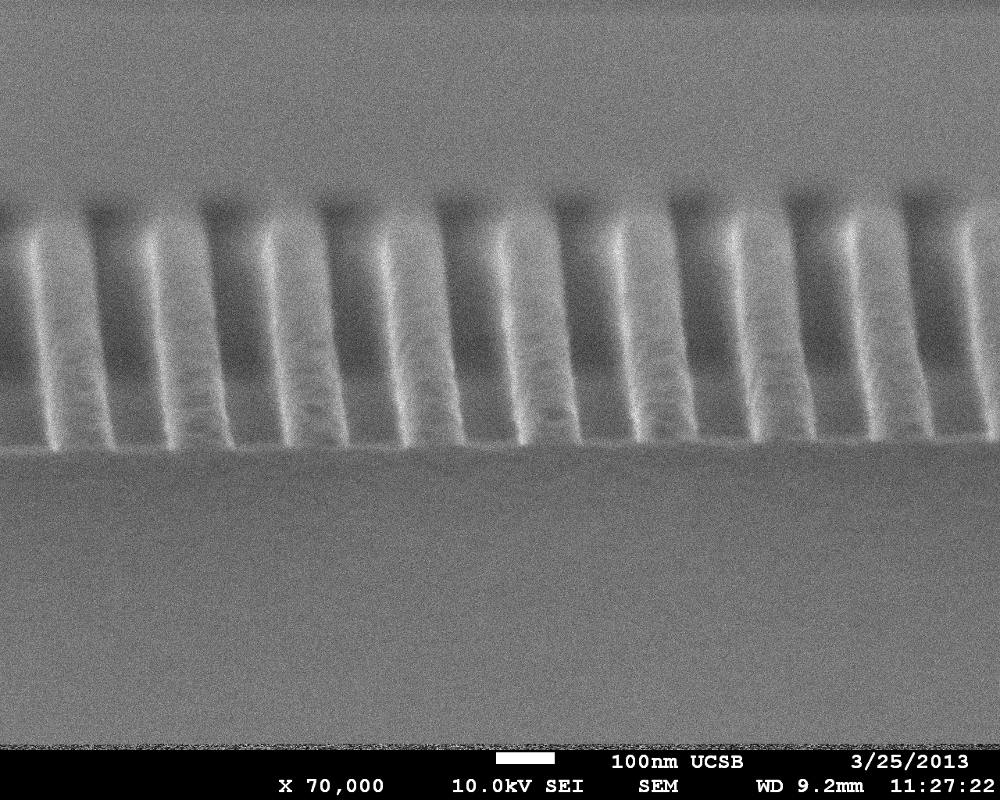 100nm UCSB 3/25/2013
X 70,000 10.0kV SEI SEM WD 9.2mm 11:27:22